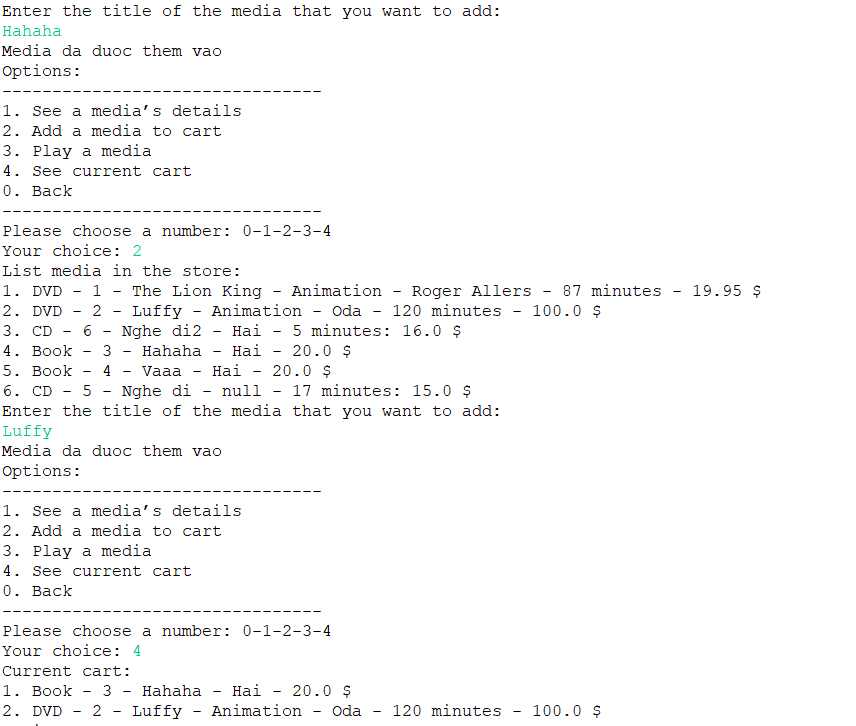 Enter the title of the media that you want to add:
Hahaha
Media da duoc them vao
Options:
--------------------------------
1. See a media’s details
2. Add a media to cart
3. Play a media
4. See current cart
0. Back
--------------------------------
Please choose a number: 0-1-2-3-4
Your choice: 2
List media in the store:
1. DVD - 1 - The Lion King - Animation - Roger Allers - 87 minutes - 19.95 $
2. DVD - 2 - Luffy - Animation - Oda - 120 minutes - 100.0 $
3. CD - 6 - Nghe di2 - Hai - 5 minutes: 16.0 $
4. Book - 3 - Hahaha - Hai - 20.0 $
5. Book - 4 - Vaaa - Hai - 20.0 $
6. CD - 5 - Nghe di - null - 17 minutes: 15.0 $
Enter the title of the media that you want to add:
Luffy
Media da duoc them vao
Options:
--------------------------------
1. See a media’s details
2. Add a media to cart
3. Play a media
4. See current cart
0. Back
--------------------------------
Please choose a number: 0-1-2-3-4
Your choice: 4
Current cart:
1. Book - 3 - Hahaha - Hai - 20.0 $
2. DVD - 2 - Luffy - Animation - Oda - 120 minutes - 100.0 $